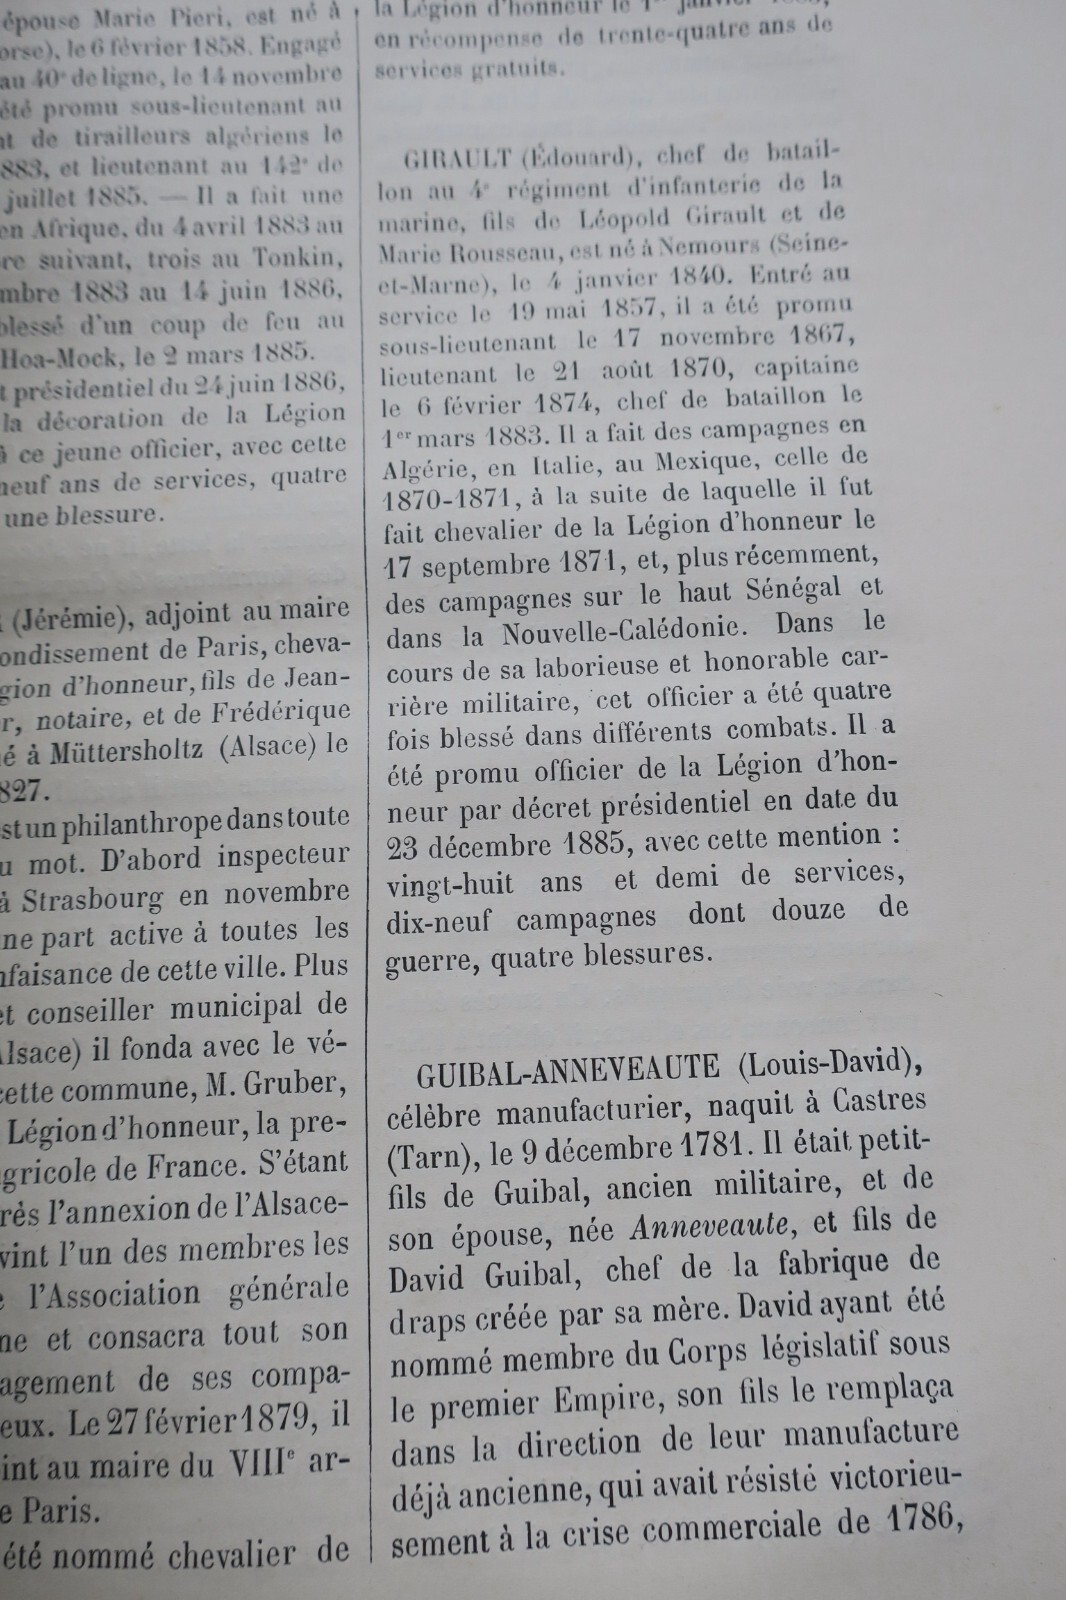 épouse Marie Pieri, est né à
orse), le 6 février 1858. Engagé
au 40e de ligne, le 14 novembre
été promu sous-lieutenant au
nt de tirailleurs algériens le
883, et lieutenant au 142e de
juillet 1885. — Il a fait une
en Afrique, du 4 avril 1883 au
re suivant, trois au Tonkin,
mbre 1883 au 14 juin 1886,
blessé d'un coup de feu au
Hoa-Mock, le 2 mars 1885.
t présidentiel du 24 juin 1886,
la décoration de la Légion
à ce jeune officier, avec cette
neuf ans de services, quatre
une blessure.
(Jérémie), adjoint au maire
ondissement de Paris, cheva-
gion d'honneur, fils de Jean-
r, notaire, et de Frédérique
é à Müttersholtz (Alsace) le
827.
st un philanthrope dans toute
u mot. D'abord inspecteur
à Strasbourg en novembre
ne part active à toutes les
nfaisance de cette ville. Plus
et conseiller municipal de
Alsace) il fonda avec le vé-
cette commune, M. Gruber,
Légion d'honneur, la pre-
gricole de France. S'étant
rès l'annexion de l'Alsace-
vint l'un des membres les
e l'Association générale
ne et consacra tout son
agement de ses compa-
eux. Le 27 février 1879, il
int au maire du VIIIe ar-
e Paris.
été nommé chevalier de
la Légion d'honneur le 1er janvier
en récompense de trente-quatre ans de
services gratuits.
GIRAULT (Édouard), chef de batail-
lon au 4e régiment d'infanterie de la
marine, fils de Léopold Girault et de
Marie Rousseau, est né à Nemours (Seine-
et-Marne), le 4 janvier 1840. Entré au
service le 19 mai 1857, il a été promu
sous-lieutenant le 17 novembre 1867,
lieutenant le 21 août 1870, capitaine
le 6 février 1874, chef de bataillon le
1er mars 1883. Il a fait des campagnes en
Algérie, en Italie, au Mexique, celle de
1870-1871, à la suite de laquelle il fut
fait chevalier de la Légion d'honneur le
17 septembre 1871, et, plus récemment,
des campagnes sur le haut Sénégal et
dans la Nouvelle-Calédonie. Dans le
cours de sa laborieuse et honorable car-
rière militaire, cet officier a été quatre
fois blessé dans différents combats. Il a
été promu officier de la Légion d'hon-
neur par décret présidentiel en date du
23 décembre 1885, avec cette mention :
vingt-huit ans et demi de services,
dix-neuf campagnes dont douze de
guerre, quatre blessures.
GUIBAL-ANNEVEAUTE (Louis-David),
célèbre manufacturier, naquit à Castres
(Tarn), le 9 décembre 1781. Il était petit-
fils de Guibal, ancien militaire, et de
son épouse, née Anneveaute, et fils de
David Guibal, chef de la fabrique de
draps créée par sa mère. David ayant été
nommé membre du Corps législatif sous
le premier Empire, son fils le remplaça
dans la direction de leur manufacture
déjà ancienne, qui avait résisté victorieu-
sement à la crise commerciale de 1786,